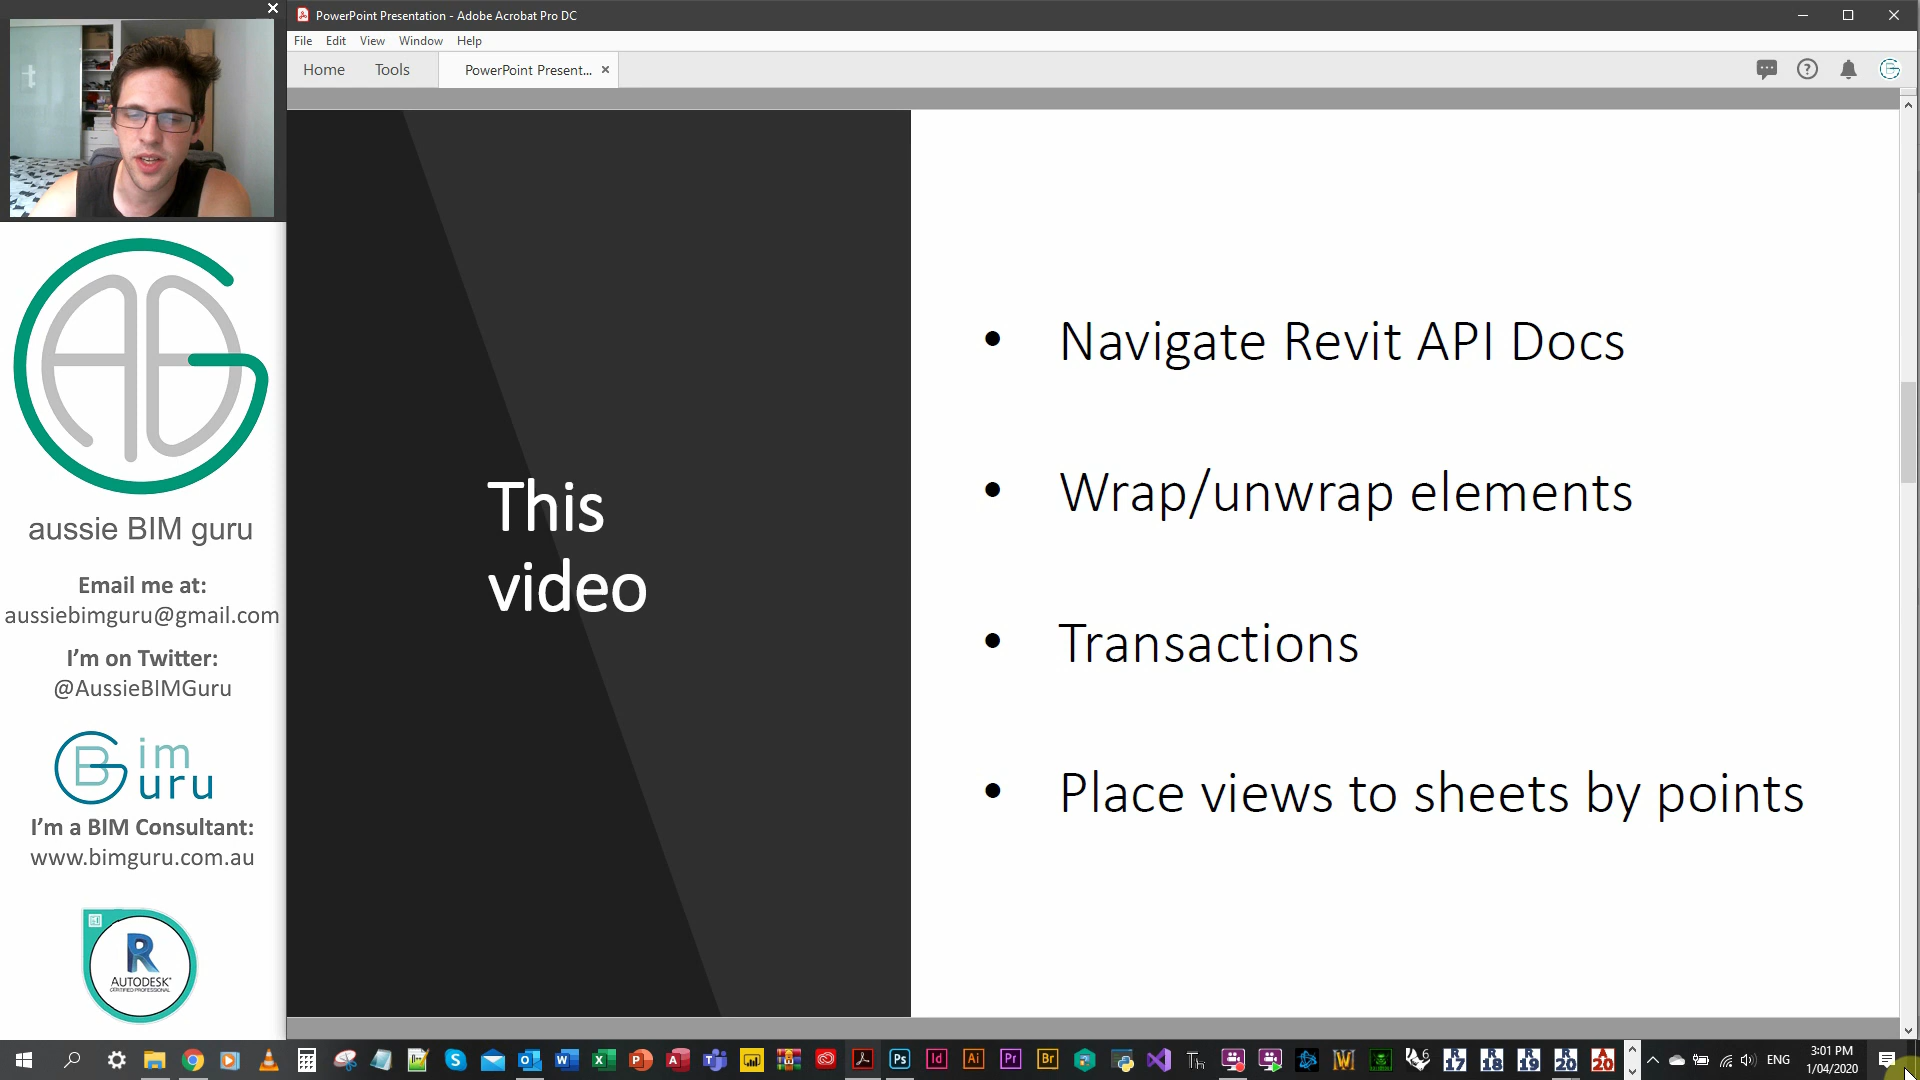 PowerPoint Presentation - Adobe Acrobat Pro DC
File Edit View Window Help
Home Tools PowerPoint Present...
aussie BIM guru
Email me at:
aussiebimguru@gmail.com
I'm on Twitter:
@AussieBIMGuru
B im
Guru
I'm a BIM Consultant:
www.bimguru.com.au
R
AUTODESK
CERTIFIED PROFESSIONAL
This
video
• Navigate Revit API Docs
• Wrap/unwrap elements
• Transactions
• Place views to sheets by points
ENG
3:01 PM
1/04/2020